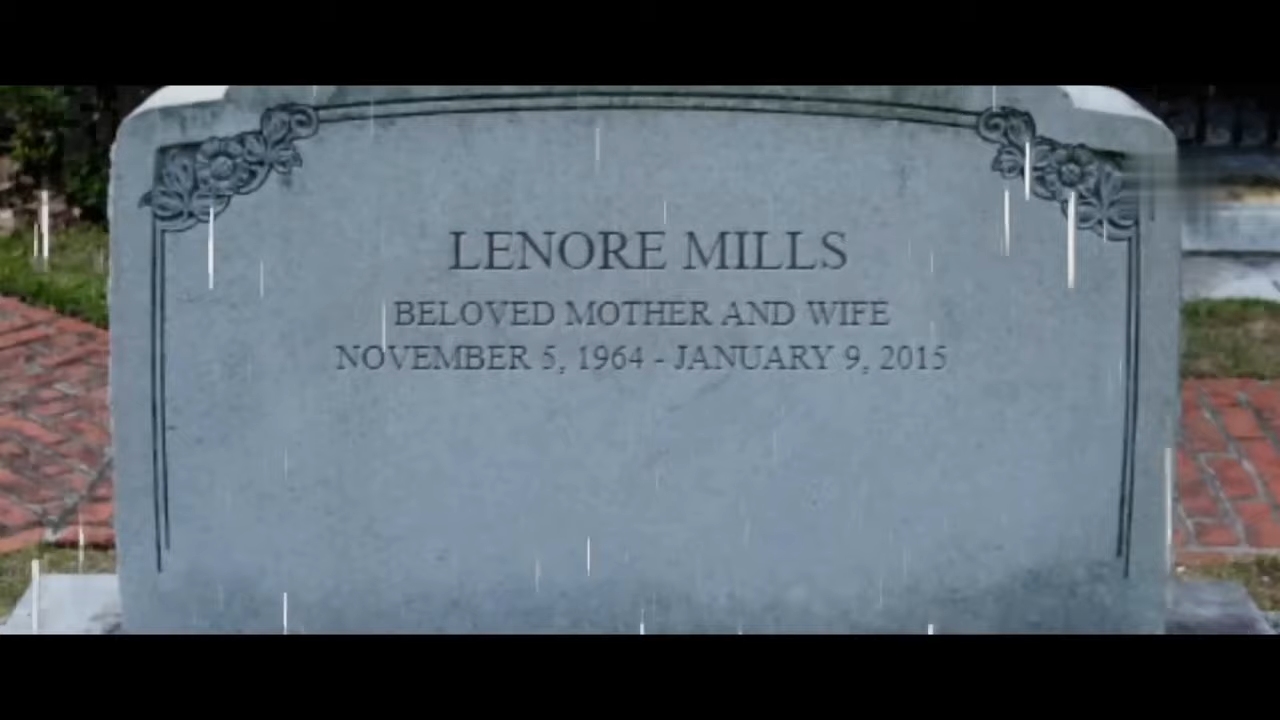 LENORE MILLS
BELOVED MOTHER AND WIFE
NOVEMBER 5, 1964 - JANUARY 9, 2015